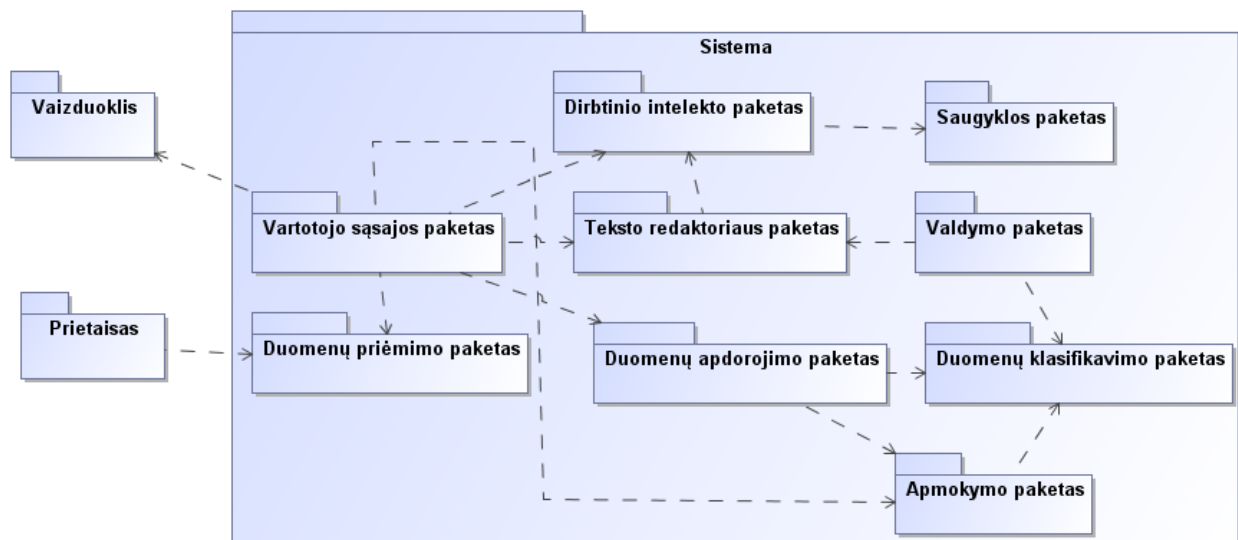 Sistema
Vaizduoklis
Dirbtinio intelekto paketas
Saugyklos paketas
Vartotojo sąsajos paketas
Teksto redaktoriaus paketas
Valdymo paketas
Prietaisas
Duomenų priėmimo paketas
Duomenų apdorojimo paketas
Duomenų klasifikavimo paketas
Apmokymo paketas